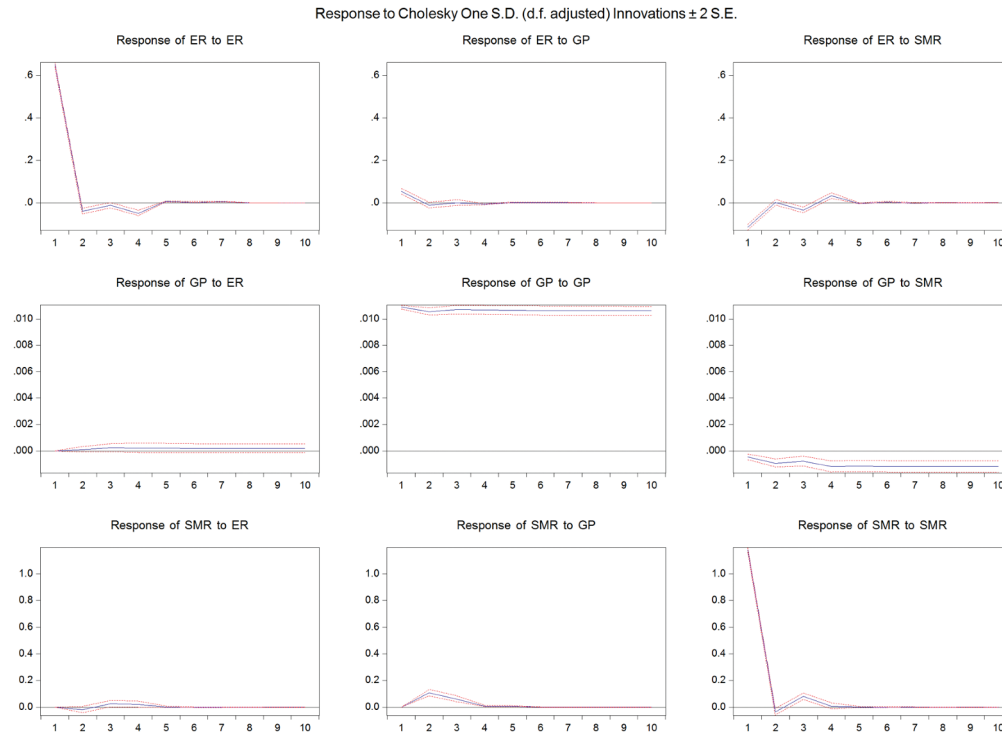 Response to Cholesky One S.D. (d.f. adjusted) Innovations ± 2 S.E.
Response of ER to ER
.6
.4
.2
.0
1 2 3 4 5 6 7 8 9 10
Response of ER to GP
.6
.4
.2
.0
1 2 3 4 5 6 7 8 9 10
Response of ER to SMR
.6
.4
.2
.0
1 2 3 4 5 6 7 8 9 10
Response of GP to ER
.010
.008
.006
.004
.002
.000
1 2 3 4 5 6 7 8 9 10
Response of GP to GP
.010
.008
.006
.004
.002
.000
1 2 3 4 5 6 7 8 9 10
Response of GP to SMR
.010
.008
.006
.004
.002
.000
1 2 3 4 5 6 7 8 9 10
Response of SMR to ER
1.0
0.8
0.6
0.4
0.2
0.0
1 2 3 4 5 6 7 8 9 10
Response of SMR to GP
1.0
0.8
0.6
0.4
0.2
0.0
1 2 3 4 5 6 7 8 9 10
Response of SMR to SMR
1.0
0.8
0.6
0.4
0.2
0.0
1 2 3 4 5 6 7 8 9 10